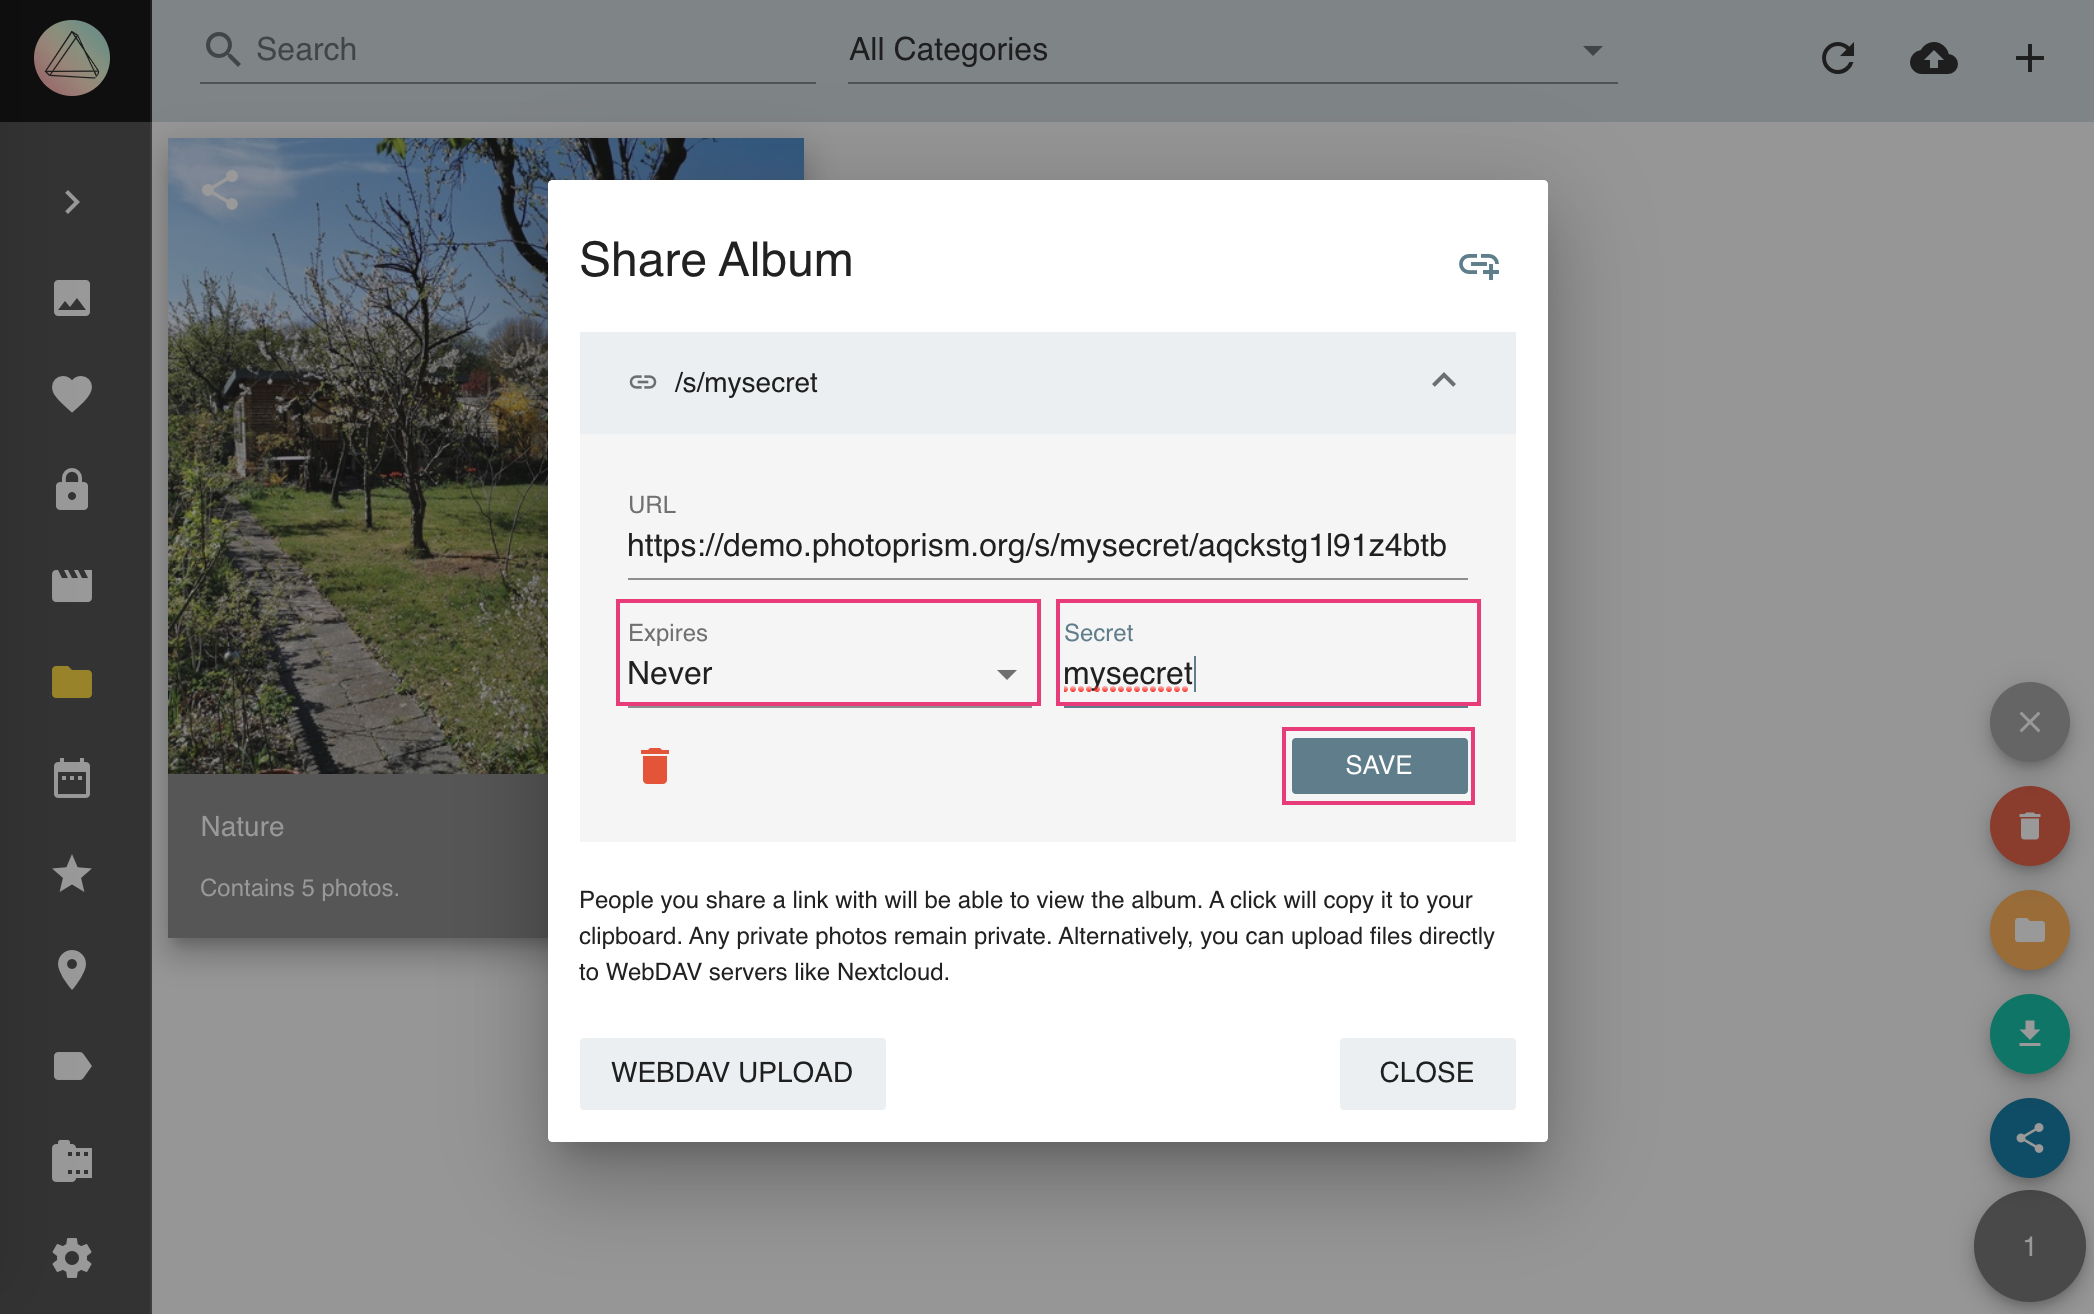 Search
All Categories
Share Album
/s/mysecret
URL
https://demo.photoprism.org/s/mysecret/aqckstg1l91z4btb
Expires
Secret
Never
mysecret
SAVE
Nature
Contains 5 photos.
People you share a link with will be able to view the album. A click will copy it to your
clipboard. Any private photos remain private. Alternatively, you can upload files directly
to WebDAV servers like Nextcloud.
WEBDAV UPLOAD
CLOSE
1